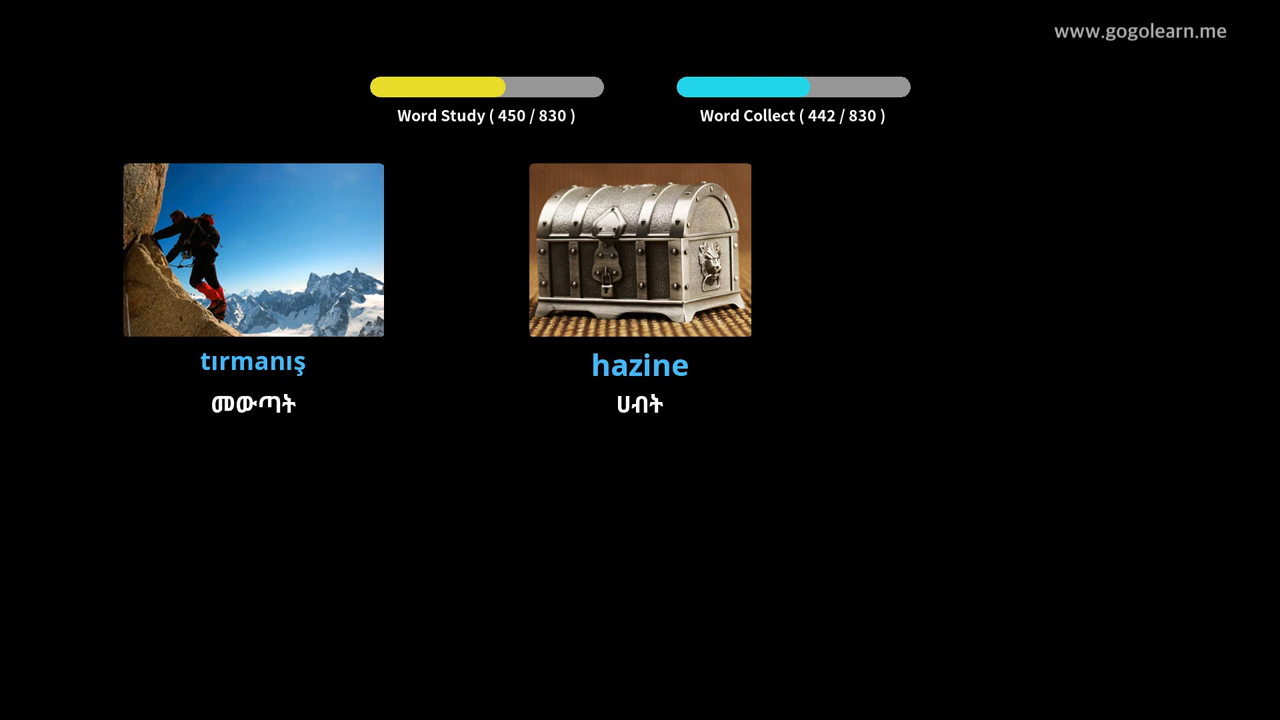 www.gogolearn.me
Word Study ( 450 / 830 )
Word Collect ( 442 / 830 )
tırmanış
መውጣት
hazine
ሀብት